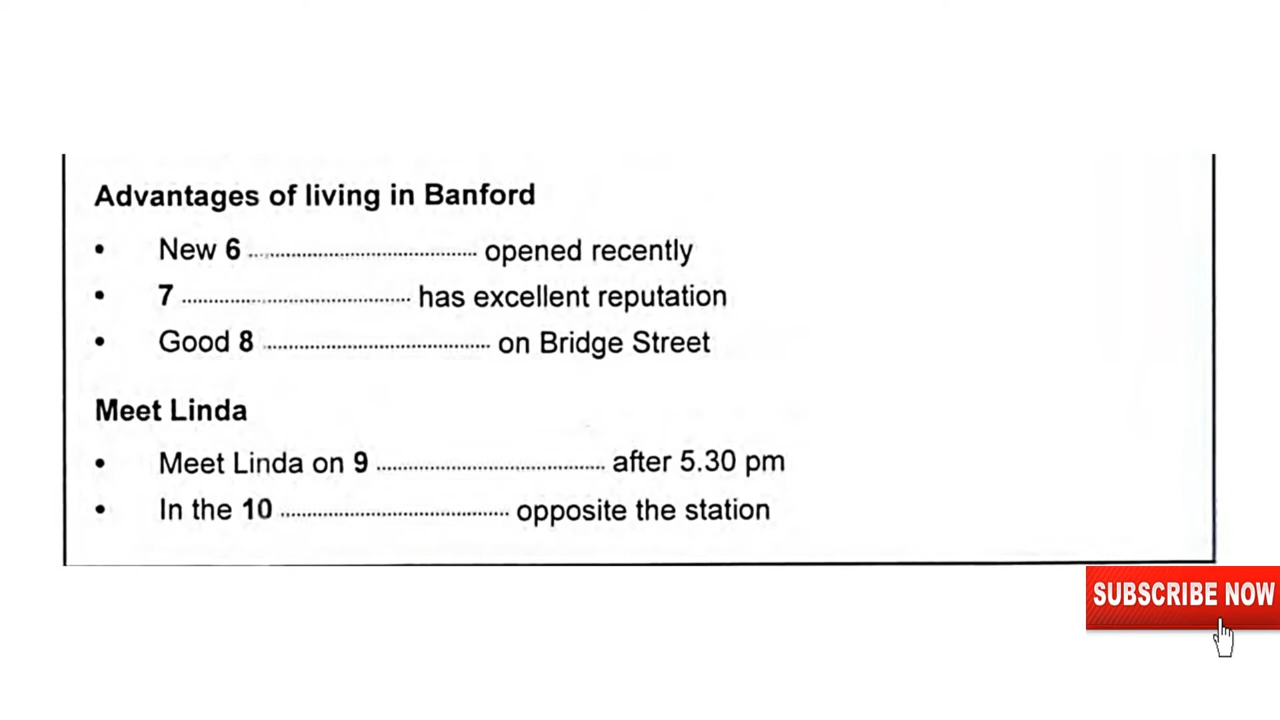 Advantages of living in Banford
• New 6 ........................................ opened recently
• 7 ........................................ has excellent reputation
• Good 8 ........................................ on Bridge Street
Meet Linda
• Meet Linda on 9 ........................................ after 5.30 pm
• In the 10 ........................................ opposite the station
SUBSCRIBE NOW